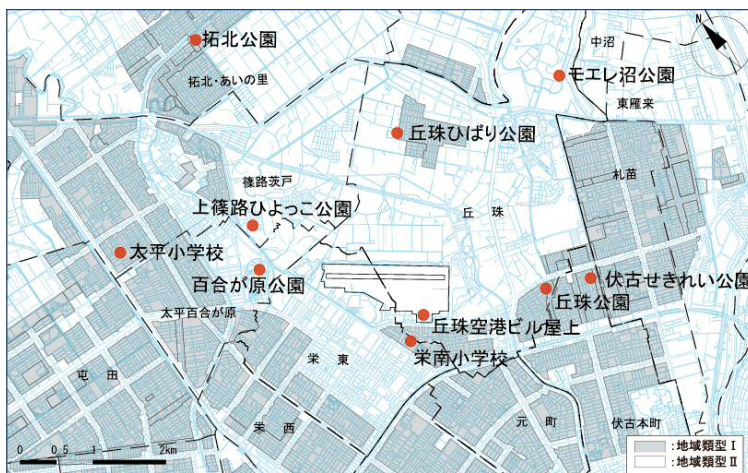 拓北公園
中沼
N
拓北・あいの里
モエレ沼公園
東雁来
丘珠ひばり公園
札苗
篠路茨戸
上篠路ひよっこ公園
丘珠
太平小学校
百合が原公園
伏古せきれい公園
丘珠公園
太平百合が原
丘珠空港ビル屋上
栄東
栄南小学校
屯田
元町
栄西
伏古本町
0 0.5 1 2km
:地域類型Ⅰ
:地域類型Ⅱ